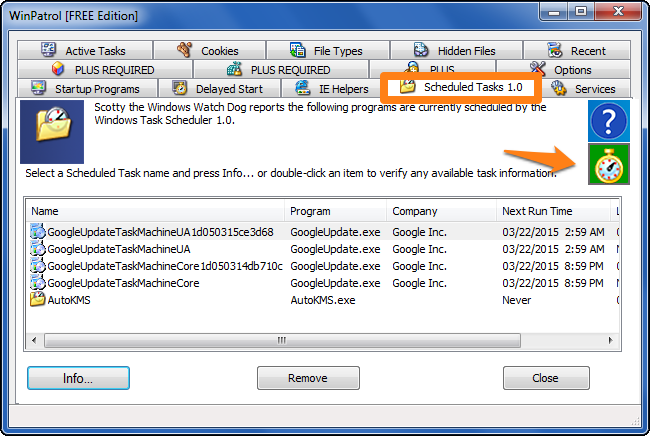 WinPatrol [FREE Edition]
Active Tasks
Cookies
File Types
Hidden Files
Recent
PLUS REQUIRED
PLUS REQUIRED
PLUS
Options
Startup Programs
Delayed Start
IE Helpers
Scheduled Tasks 1.0
Services
Scotty the Windows Watch Dog reports the following programs are currently scheduled by the
Windows Task Scheduler 1.0.
?
Select a Scheduled Task name and press Info... or double-click an item to verify any available task information.
Name Program Company Next Run Time L
GoogleUpdateTaskMachineUA1d050315ce3d68 GoogleUpdate.exe Google Inc. 03/22/2015 2:59 AM
GoogleUpdateTaskMachineUA GoogleUpdate.exe Google Inc. 03/22/2015 2:59 AM
GoogleUpdateTaskMachineCore1d050314db710c GoogleUpdate.exe Google Inc. 03/22/2015 8:59 PM
GoogleUpdateTaskMachineCore GoogleUpdate.exe Google Inc. 03/22/2015 8:59 PM
AutoKMS AutoKMS.exe Never
Info...
Remove
Close